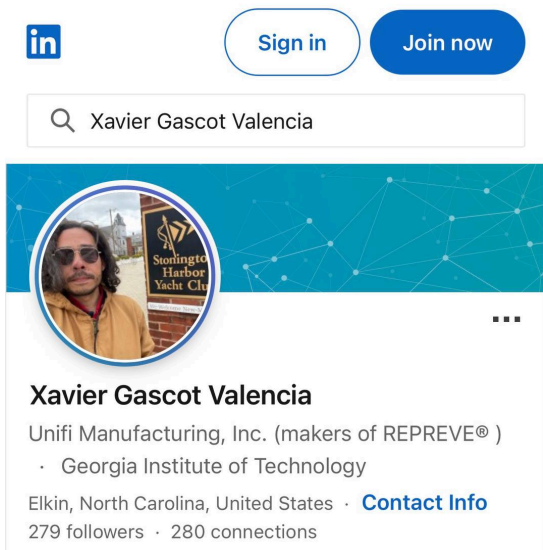 in
Sign in
Join now
Xavier Gascot Valencia
Stonington
Harbor
Yacht Clu
Xavier Gascot Valencia
Unifi Manufacturing, Inc. (makers of REPREVE® )
· Georgia Institute of Technology
Elkin, North Carolina, United States · Contact Info
279 followers · 280 connections